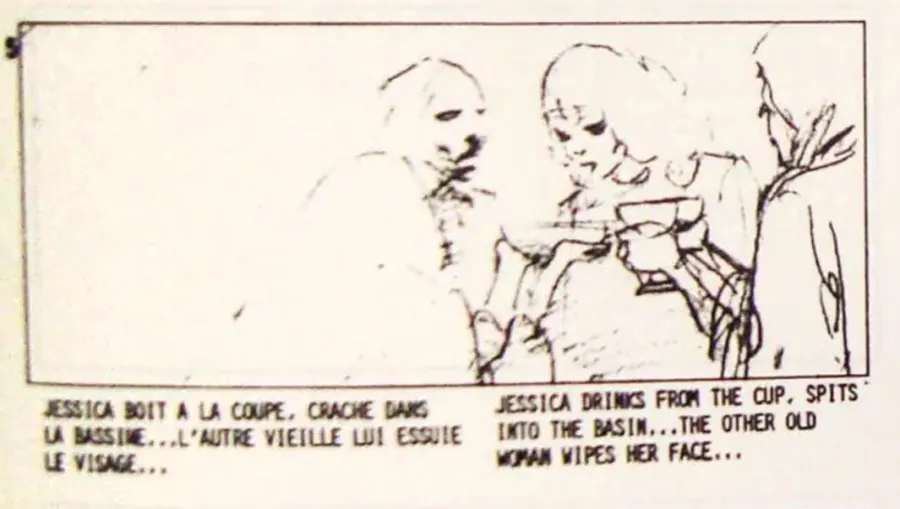 JESSICA BOIT A LA COUPE, CRACHE DANS
LA BASSINE...L'AUTRE VIEILLE LUI ESSUIE
LE VISAGE...
JESSICA DRINKS FROM THE CUP, SPITS
INTO THE BASIN...THE OTHER OLD
WOMAN WIPES HER FACE...